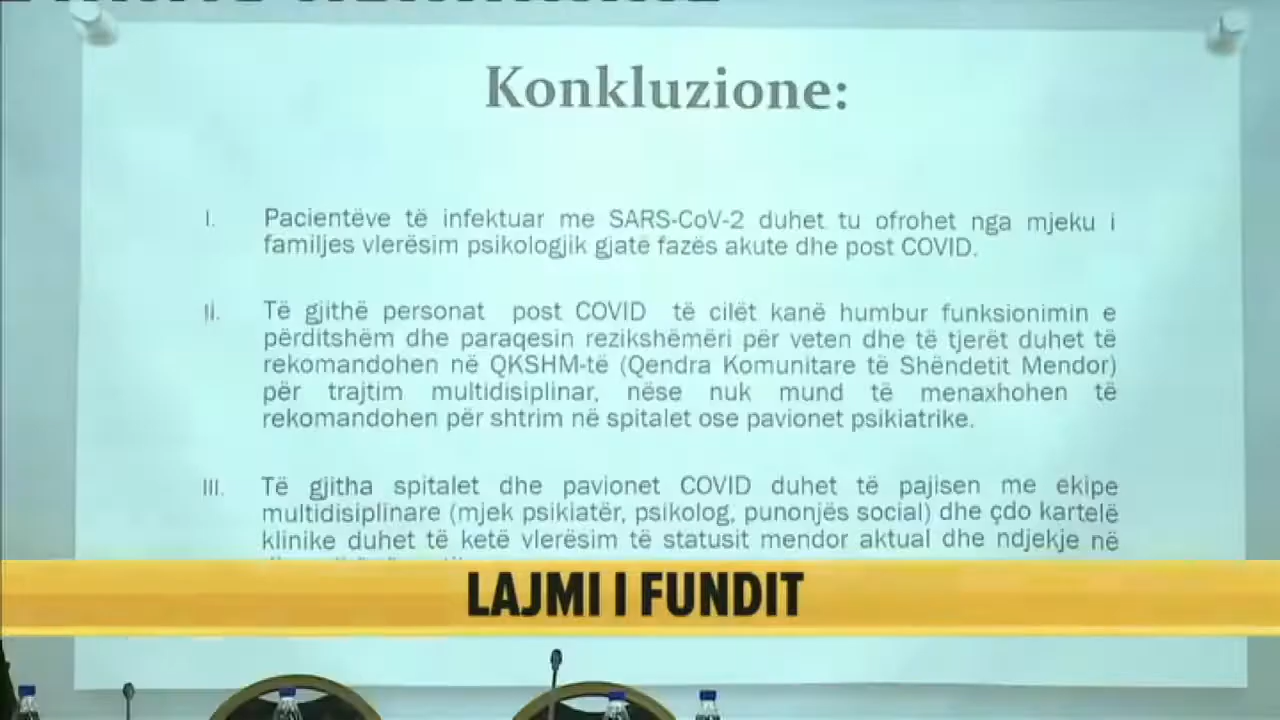 Konkluzione:
I. Pacientëve të infektuar me SARS-CoV-2 duhet tu ofrohet nga mjeku i
familjes vlerësim psikologjik gjatë fazës akute dhe post COVID.
II. Të gjithë personat post COVID të cilët kanë humbur funksionimin e
përditshëm dhe paraqesin rezikshëmëri për veten dhe të tjerët duhet të
rekomandohen në QKSHM-të (Qendra Komunitare të Shëndetit Mendor)
për trajtim multidisiplinar, nëse nuk mund të menaxhohen të
rekomandohen për shtrim në spitalet ose pavionet psikiatrike.
III. Të gjitha spitalet dhe pavionet COVID duhet të pajisen me ekipe
multidisiplinare (mjek psikiatër, psikolog, punonjës social) dhe çdo kartelë
klinike duhet të ketë vlerësim të statusit mendor aktual dhe ndjekje në
LAJMI I FUNDIT